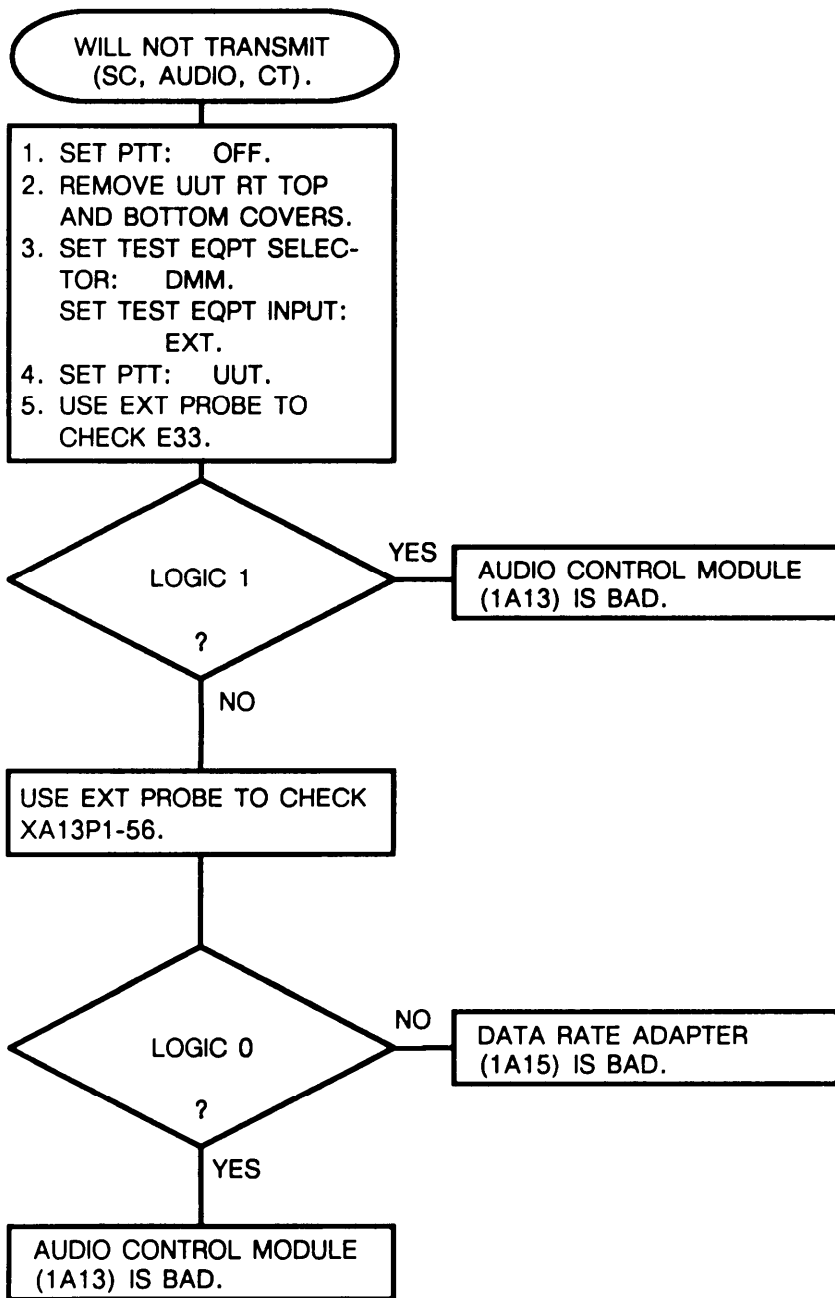 WILL NOT TRANSMIT
(SC, AUDIO, CT).
1. SET PTT: OFF.
2. REMOVE UUT RT TOP
AND BOTTOM COVERS.
3. SET TEST EQPT SELEC-
TOR: DMM.
SET TEST EQPT INPUT:
EXT.
4. SET PTT: UUT.
5. USE EXT PROBE TO
CHECK E33.
LOGIC 1
?
YES
AUDIO CONTROL MODULE
(1A13) IS BAD.
NO
USE EXT PROBE TO CHECK
XA13P1-56.
LOGIC 0
?
NO
DATA RATE ADAPTER
(1A15) IS BAD.
YES
AUDIO CONTROL MODULE
(1A13) IS BAD.